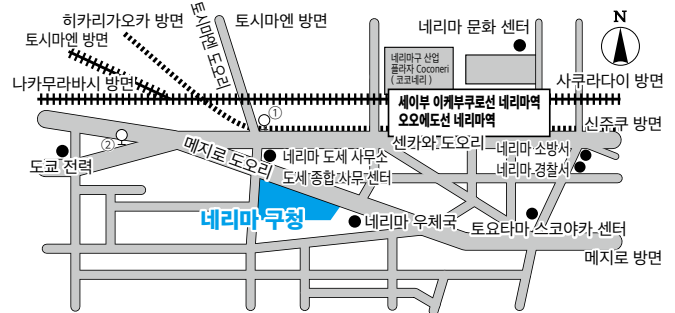 히카리가오카 방면
토시마엔 방면
토시마엔 도오리
토시마엔 방면
네리마 문화 센터
N
네리마구 산업
플라자 Coconeri
( 코코네리 )
나카무라바시 방면
사쿠라다이 방면
세이부 이케부쿠로선 네리마역
오오에도선 네리마역
①
신주쿠 방면
②
메지로 도오리
센카와 도오리
도쿄 전력
네리마 도세 사무소
도세 종합 사무 센터
네리마 소방서
네리마 경찰서
네리마 구청
네리마 우체국
토요타마 스코야카 센터
메지로 방면